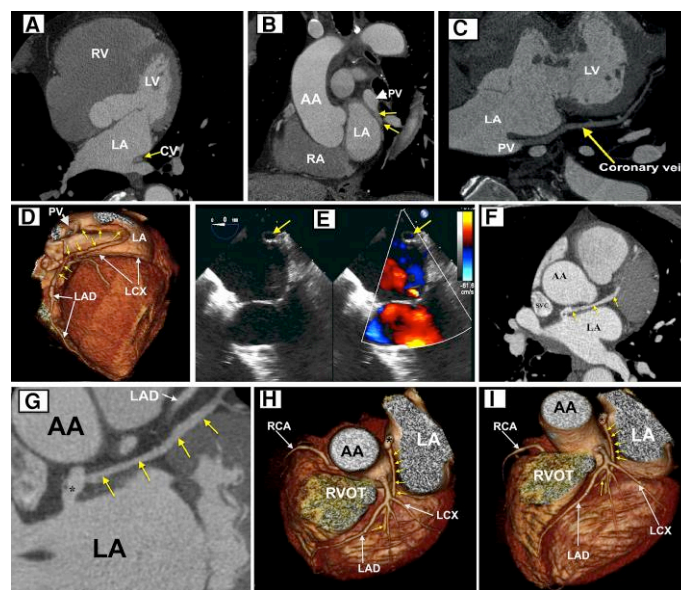 A
RV
LV
LA
CV
B
PV
AA
LA
RA
C
LV
LA
PV
Coronary vei
D
PV
LA
LCX
LAD
E
cm/s
F
AA
SVC
LA
G
LAD
AA
*
LA
H
RCA
AA
*
LA
RVOT
LCX
LAD
I
AA
LA
RCA
RVOT
LCX
LAD